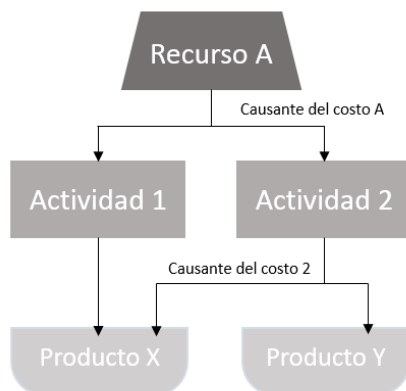 Recurso A
Causante del costo A
Actividad 1
Actividad 2
Causante del costo 2
Producto X
Producto Y